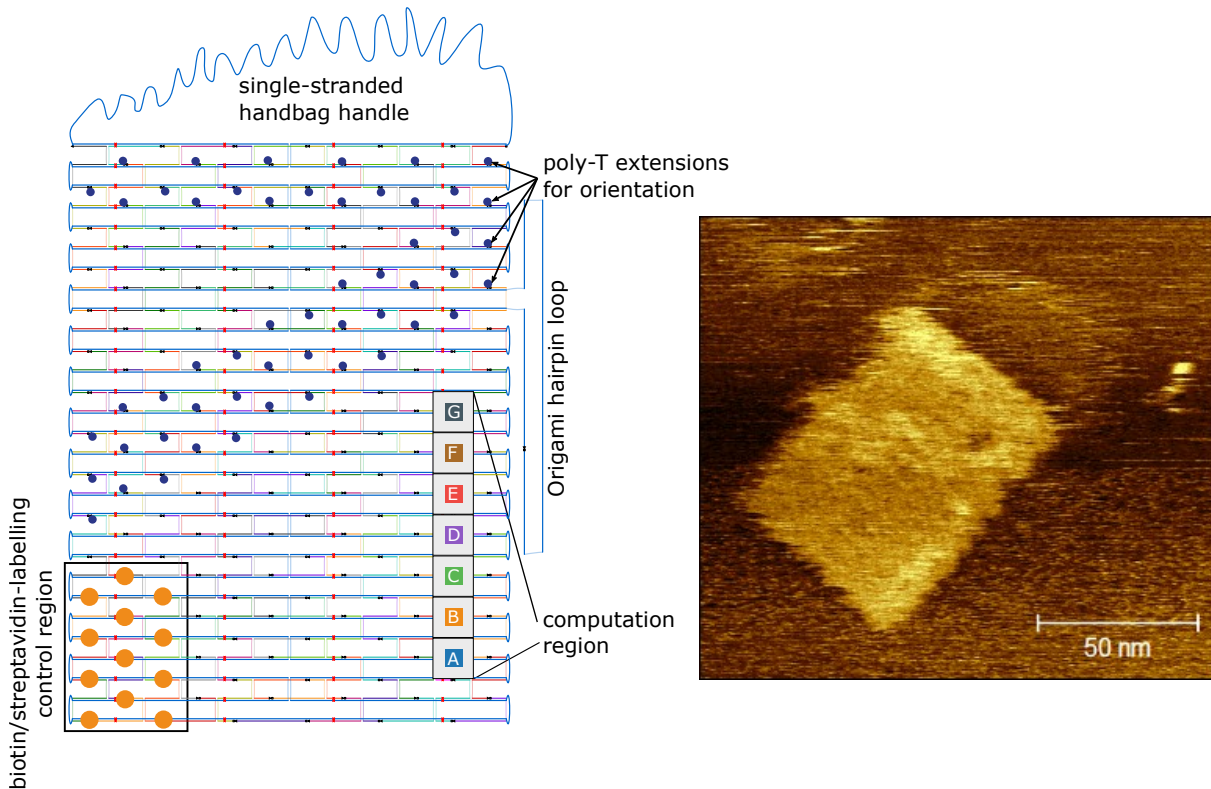 single-stranded
handbag handle
poly-T extensions
for orientation
Origami hairpin loop
G
F
E
D
C
B
A
computation
region
biotin/streptavidin-labelling
control region
50 nm